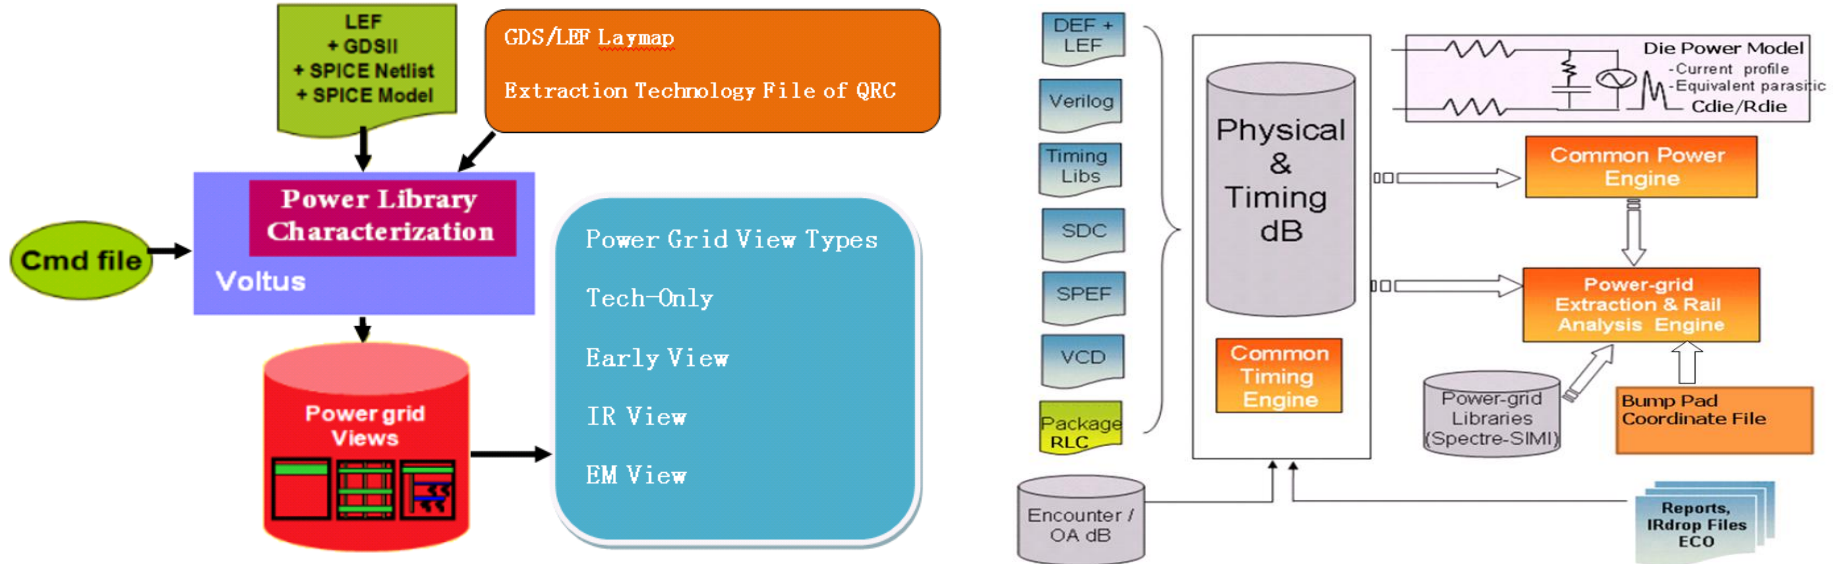 LEF
+ GDSII
+ SPICE Netlist
+ SPICE Model
GDS/LEF Laymap
Extraction Technology File of QRC
Power Library
Characterization
Voltus
Cmd file
Power grid
Views
Power Grid View Types
Tech-Only
Early View
IR View
EM View
DEF +
LEF
Verilog
Timing
Libs
SDC
SPEF
VCD
Package
RLC
Encounter /
OA dB
Physical
&
Timing
dB
Common
Timing
Engine
Die Power Model
-Current profile
-Equivalent parasitic
Cdie/Rdie
Common Power
Engine
Power-grid
Extraction & Rail
Analysis Engine
Power-grid
Libraries
(Spectre-SIMI)
Bump Pad
Coordinate File
Reports,
IRdrop Files
ECO